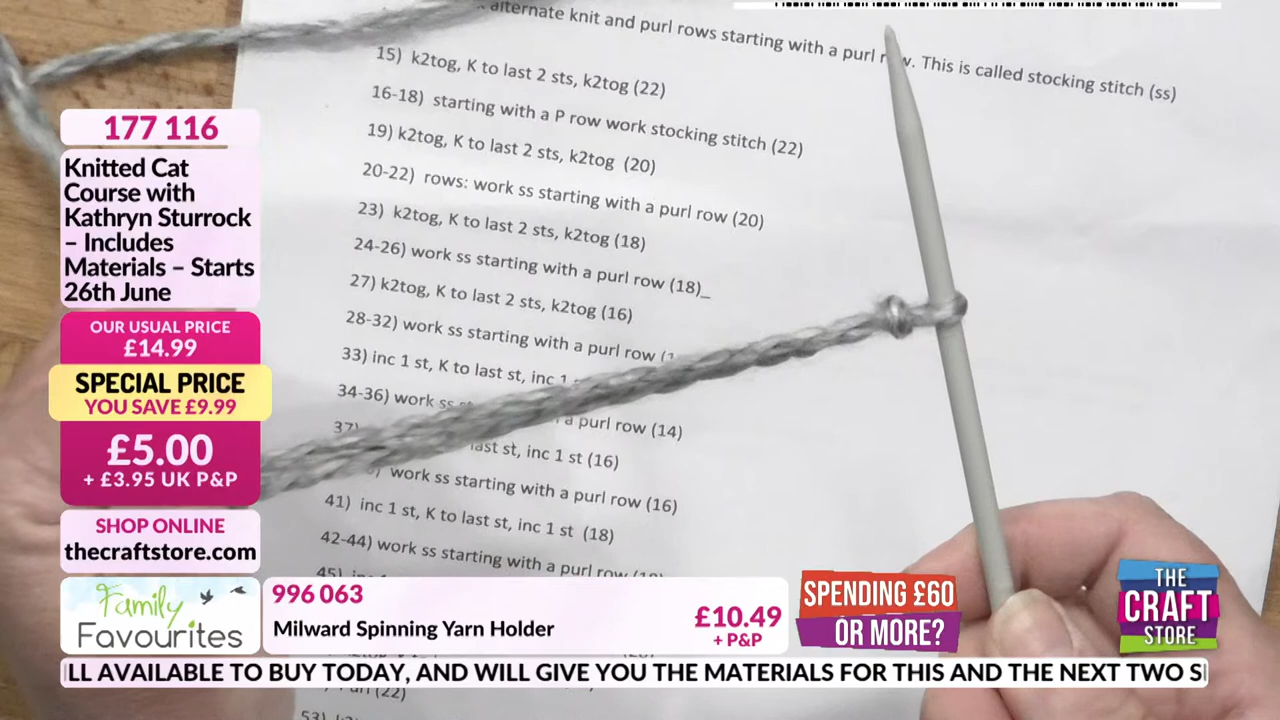 alternate knit and purl rows starting with a purl row. This is called stocking stitch (ss)
15) k2tog, K to last 2 sts, k2tog (22)
16-18) starting with a P row work stocking stitch (22)
19) k2tog, K to last 2 sts, k2tog (20)
20-22) rows: work ss starting with a purl row (20)
23) k2tog, K to last 2 sts, k2tog (18)
24-26) work ss starting with a purl row (18)_
27) k2tog, K to last 2 sts, k2tog (16)
28-32) work ss starting with a purl row
33) inc 1 st, K to last st, inc 1
34-36) work ss a purl row (14)
37) last st, inc 1 st (16)
work ss starting with a purl row (16)
41) inc 1 st, K to last st, inc 1 st (18)
42-44) work ss starting with a purl row
45)
(22)
53)
177 116
Knitted Cat
Course with
Kathryn Sturrock
– Includes
Materials – Starts
26th June
OUR USUAL PRICE
£14.99
SPECIAL PRICE
YOU SAVE £9.99
£5.00
+ £3.95 UK P&P
SHOP ONLINE
thecraftstore.com
Family
Favourites
996 063
Milward Spinning Yarn Holder
£10.49
+ P&P
SPENDING £60
OR MORE?
THE
CRAFT
STORE
LL AVAILABLE TO BUY TODAY, AND WILL GIVE YOU THE MATERIALS FOR THIS AND THE NEXT TWO S